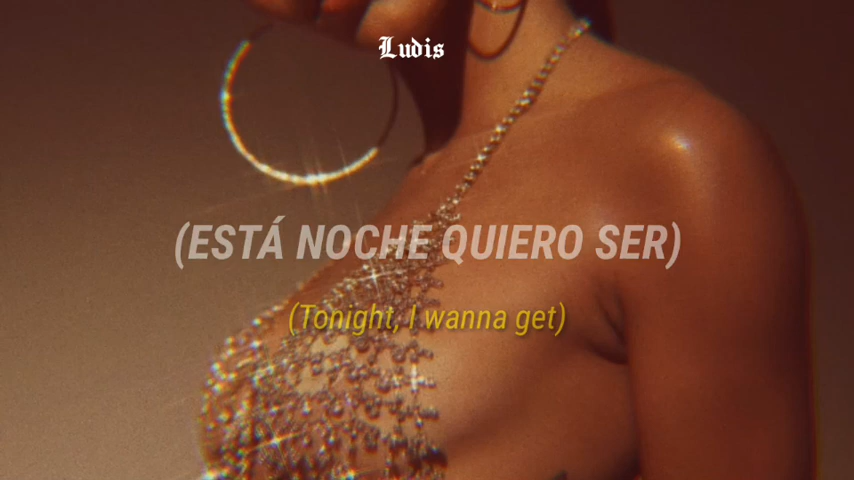 Ludis
(ESTÁ NOCHE QUIERO SER)
(Tonight, I wanna get)